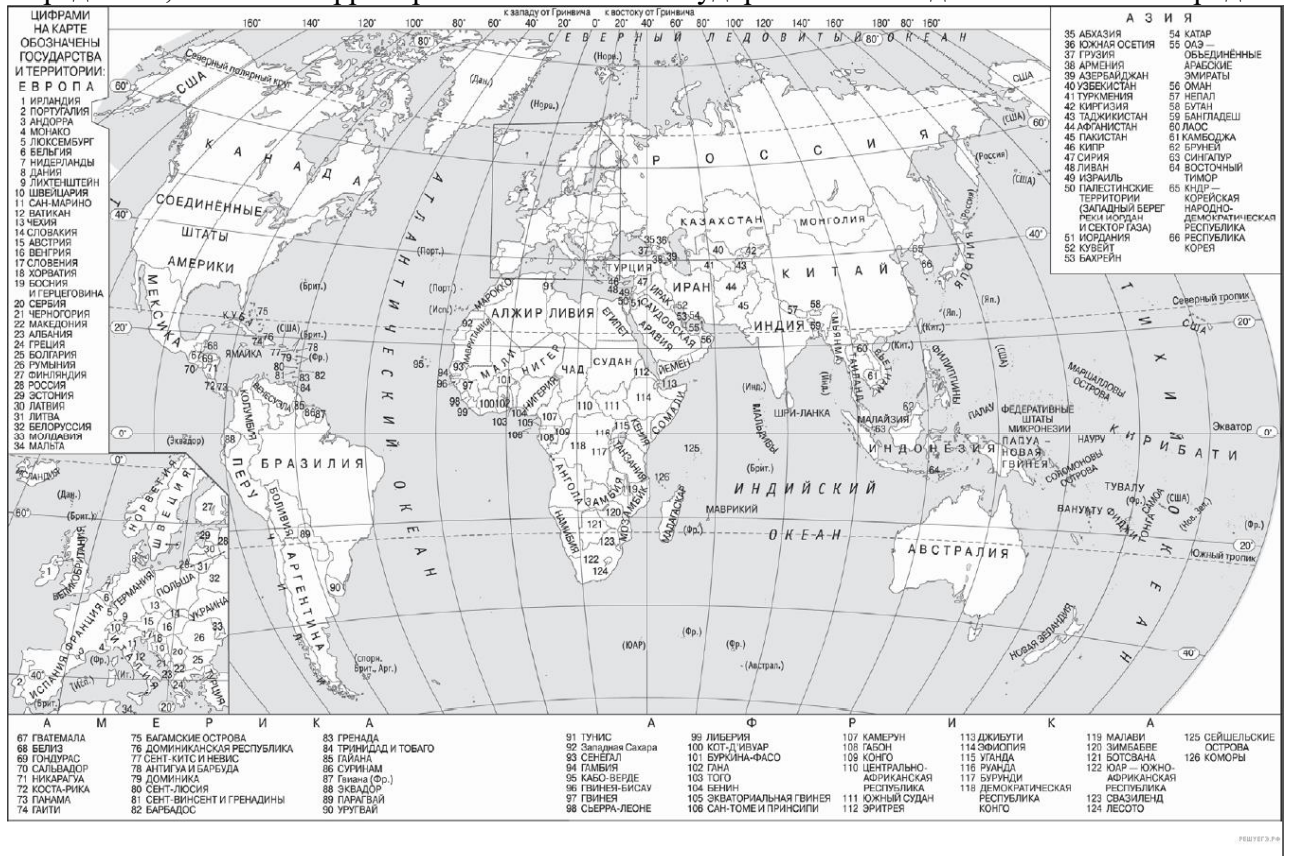 к западу от Гринвича к востоку от Гринвича
ЦИФРАМИ
НА КАРТЕ
ОБОЗНАЧЕНЫ
ГОСУДАРСТВА
И ТЕРРИТОРИИ:
ЕВРОПА
1 ИРЛАНДИЯ
2 ПОРТУГАЛИЯ
3 АНДОРРА
4 МОНАКО
5 ЛЮКСЕМБУРГ
6 БЕЛЬГИЯ
7 НИДЕРЛАНДЫ
8 ДАНИЯ
9 ЛИХТЕНШТЕЙН
10 ШВЕЙЦАРИЯ
11 САН-МАРИНО
12 ВАТИКАН
13 ЧЕХИЯ
14 СЛОВАКИЯ
15 АВСТРИЯ
16 ВЕНГРИЯ
17 СЛОВЕНИЯ
18 ХОРВАТИЯ
19 БОСНИЯ
И ГЕРЦЕГОВИНА
20 СЕРБИЯ
21 ЧЕРНОГОРИЯ
22 МАКЕДОНИЯ
23 АЛБАНИЯ
24 ГРЕЦИЯ
25 БОЛГАРИЯ
26 РУМЫНИЯ
27 ФИНЛЯНДИЯ
28 РОССИЯ
29 ЭСТОНИЯ
30 ЛАТВИЯ
31 ЛИТВА
32 БЕЛОРУССИЯ
33 МОЛДАВИЯ
34 МАЛЬТА
АЗИЯ
35 АБХАЗИЯ
36 ЮЖНАЯ ОСЕТИЯ
37 ГРУЗИЯ
38 АРМЕНИЯ
39 АЗЕРБАЙДЖАН
40 УЗБЕКИСТАН
41 ТУРКМЕНИЯ
42 КИРГИЗИЯ
43 ТАДЖИКИСТАН
44 АФГАНИСТАН
45 ПАКИСТАН
46 КИПР
47 СИРИЯ
48 ЛИВАН
49 ИЗРАИЛЬ
50 ПАЛЕСТИНСКИЕ
ТЕРРИТОРИИ
(ЗАПАДНЫЙ БЕРЕГ
РЕКИ ИОРДАН
И СЕКТОР ГАЗА)
51 ИОРДАНИЯ
52 КУВЕЙТ
53 БАХРЕЙН
54 КАТАР
55 ОАЭ —
ОБЪЕДИНЁННЫЕ
АРАБСКИЕ
ЭМИРАТЫ
56 ОМАН
57 НЕПАЛ
58 БУТАН
59 БАНГЛАДЕШ
60 ЛАОС
61 КАМБОДЖА
62 БРУНЕЙ
63 СИНГАПУР
64 ВОСТОЧНЫЙ
ТИМОР
65 КНДР —
КОРЕЙСКАЯ
НАРОДНО-
ДЕМОКРАТИЧЕСКАЯ
РЕСПУБЛИКА
66 РЕСПУБЛИКА
КОРЕЯ
СЕВЕРНЫЙ ЛЕДОВИТЫЙ ОКЕАН
Северный полярный круг
США
КАНАДА
СОЕДИНЁННЫЕ
ШТАТЫ
АМЕРИКИ
МЕКСИКА
КУБА
ЯМАЙКА
ВЕНЕСУЭЛА
КОЛУМБИЯ
ПЕРУ
БРАЗИЛИЯ
БОЛИВИЯ
ЧИЛИ
АРГЕНТИНА
АТЛАНТИЧЕСКИЙ ОКЕАН
РОССИЯ
КАЗАХСТАН
МОНГОЛИЯ
КИТАЙ
ЯПОНИЯ
ТУРЦИЯ
ИРАН
ИРАК
САУДОВСКАЯ
АРАВИЯ
ЙЕМЕН
ИНДИЯ
МЬЯНМА
ТАИЛАНД
ВЬЕТНАМ
ФИЛИППИНЫ
ШРИ-ЛАНКА
МАЛЬДИВЫ
МАЛАЙЗИЯ
ИНДОНЕЗИЯ
ПАЛАУ
ФЕДЕРАТИВНЫЕ
ШТАТЫ
МИКРОНЕЗИИ
МАРШАЛЛОВЫ
ОСТРОВА
НАУРУ
КИРИБАТИ
ПАПУА –
НОВАЯ
ГВИНЕЯ
СОЛОМОНОВЫ
ОСТРОВА
ТУВАЛУ
ВАНУАТУ
ФИДЖИ
САМОА
ТОНГА
АВСТРАЛИЯ
НОВАЯ ЗЕЛАНДИЯ
ТИХИЙ ОКЕАН
Северный тропик
Экватор
Южный тропик
МАРОККО
АЛЖИР
ЛИВИЯ
ЕГИПЕТ
МАВРИТАНИЯ
МАЛИ
НИГЕР
ЧАД
СУДАН
НИГЕРИЯ
СОМАЛИ
КЕНИЯ
ТАНЗАНИЯ
АНГОЛА
ЗАМБИЯ
МОЗАМБИК
НАМИБИЯ
МАДАГАСКАР
МАВРИКИЙ
ИНДИЙСКИЙ
ОКЕАН
ИСЛАНДИЯ
НОРВЕГИЯ
ШВЕЦИЯ
ВЕЛИКОБРИТАНИЯ
ГЕРМАНИЯ
ПОЛЬША
УКРАИНА
ФРАНЦИЯ
ИСПАНИЯ
ИТАЛИЯ
ТУРЦИЯ
АМЕРИКА
67 ГВАТЕМАЛА
68 БЕЛИЗ
69 ГОНДУРАС
70 САЛЬВАДОР
71 НИКАРАГУА
72 КОСТА-РИКА
73 ПАНАМА
74 ГАИТИ
75 БАГАМСКИЕ ОСТРОВА
76 ДОМИНИКАНСКАЯ РЕСПУБЛИКА
77 СЕНТ-КИТС И НЕВИС
78 АНТИГУА И БАРБУДА
79 ДОМИНИКА
80 СЕНТ-ЛЮСИЯ
81 СЕНТ-ВИНСЕНТ И ГРЕНАДИНЫ
82 БАРБАДОС
83 ГРЕНАДА
84 ТРИНИДАД И ТОБАГО
85 ГАЙАНА
86 СУРИНАМ
87 Гвиана (Фр.)
88 ЭКВАДОР
89 ПАРАГВАЙ
90 УРУГВАЙ
АФРИКА
91 ТУНИС
92 Западная Сахара
93 СЕНЕГАЛ
94 ГАМБИЯ
95 КАБО-ВЕРДЕ
96 ГВИНЕЯ-БИСАУ
97 ГВИНЕЯ
98 СЬЕРРА-ЛЕОНЕ
99 ЛИБЕРИЯ
100 КОТ-Д'ИВУАР
101 БУРКИНА-ФАСО
102 ГАНА
103 ТОГО
104 БЕНИН
105 ЭКВАТОРИАЛЬНАЯ ГВИНЕЯ
106 САН-ТОМЕ И ПРИНСИПИ
107 КАМЕРУН
108 ГАБОН
109 КОНГО
110 ЦЕНТРАЛЬНО-
АФРИКАНСКАЯ
РЕСПУБЛИКА
111 ЮЖНЫЙ СУДАН
112 ЭРИТРЕЯ
113 ДЖИБУТИ
114 ЭФИОПИЯ
115 УГАНДА
116 РУАНДА
117 БУРУНДИ
118 ДЕМОКРАТИЧЕСКАЯ
РЕСПУБЛИКА
КОНГО
119 МАЛАВИ
120 ЗИМБАБВЕ
121 БОТСВАНА
122 ЮАР — ЮЖНО-
АФРИКАНСКАЯ
РЕСПУБЛИКА
123 СВАЗИЛЕНД
124 ЛЕСОТО
125 СЕЙШЕЛЬСКИЕ
ОСТРОВА
126 КОМОРЫ
РЕШУЕГЭ.РФ